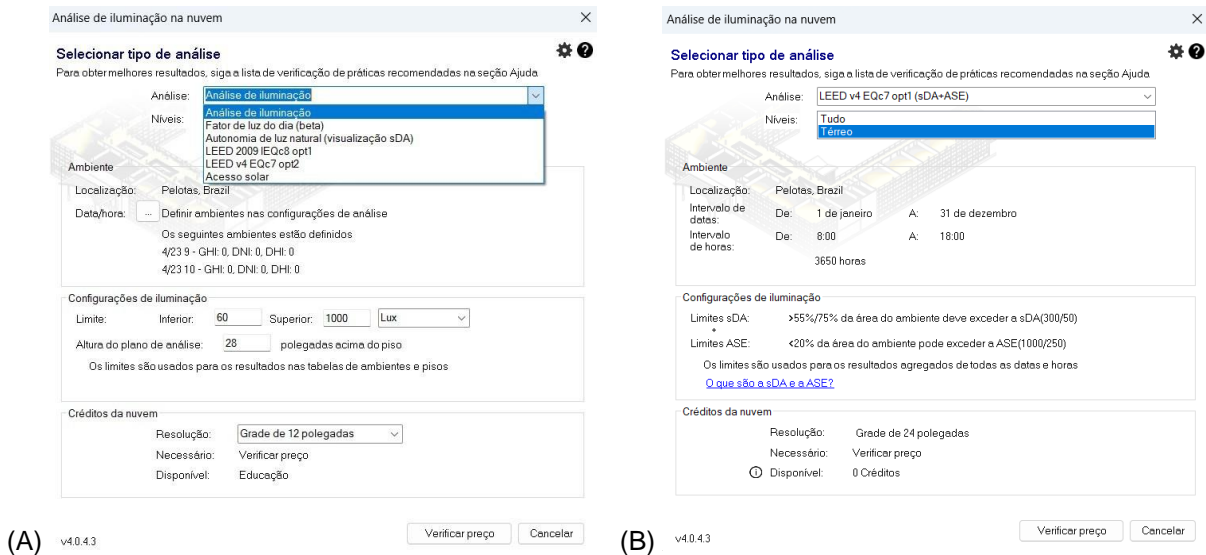 Análise de iluminação na nuvem
Selecionar tipo de análise
Para obter melhores resultados, siga a lista de verificação de práticas recomendadas na seção Ajuda
Análise: Análise de iluminação
Níveis:
Análise de iluminação
Fator de luz do dia (beta)
Autonomia de luz natural (visualização sDA)
LEED 2009 IEQc8 opt1
LEED v4 EQc7 opt2
Acesso solar
Ambiente
Localização: Pelotas, Brazil
Data/hora: ... Definir ambientes nas configurações de análise
Os seguintes ambientes estão definidos
4/23 9 - GHI: 0, DNI: 0, DHI: 0
4/23 10 - GHI: 0, DNI: 0, DHI: 0
Configurações de iluminação
Limite: Inferior: 60 Superior: 1000 Lux
Altura do plano de análise: 28 polegadas acima do piso
Os limites são usados para os resultados nas tabelas de ambientes e pisos
Créditos da nuvem
Resolução: Grade de 12 polegadas
Necessário: Verificar preço
Disponível: Educação
Verificar preço Cancelar
(A) v4.0.4.3
Análise de iluminação na nuvem
Selecionar tipo de análise
Para obter melhores resultados, siga a lista de verificação de práticas recomendadas na seção Ajuda
Análise: LEED v4 EQc7 opt1 (sDA+ASE)
Níveis: Tudo
Térreo
Ambiente
Localização: Pelotas, Brazil
Intervalo de datas: De: 1 de janeiro A: 31 de dezembro
Intervalo de horas: De: 8:00 A: 18:00
3650 horas
Configurações de iluminação
Limites sDA: >55%/75% da área do ambiente deve exceder a sDA(300/50)
Limites ASE: <20% da área do ambiente pode exceder a ASE(1000/250)
Os limites são usados para os resultados agregados de todas as datas e horas
O que são a sDA e a ASE?
Créditos da nuvem
Resolução: Grade de 24 polegadas
Necessário: Verificar preço
Disponível: 0 Créditos
Verificar preço Cancelar
(B) v4.0.4.3